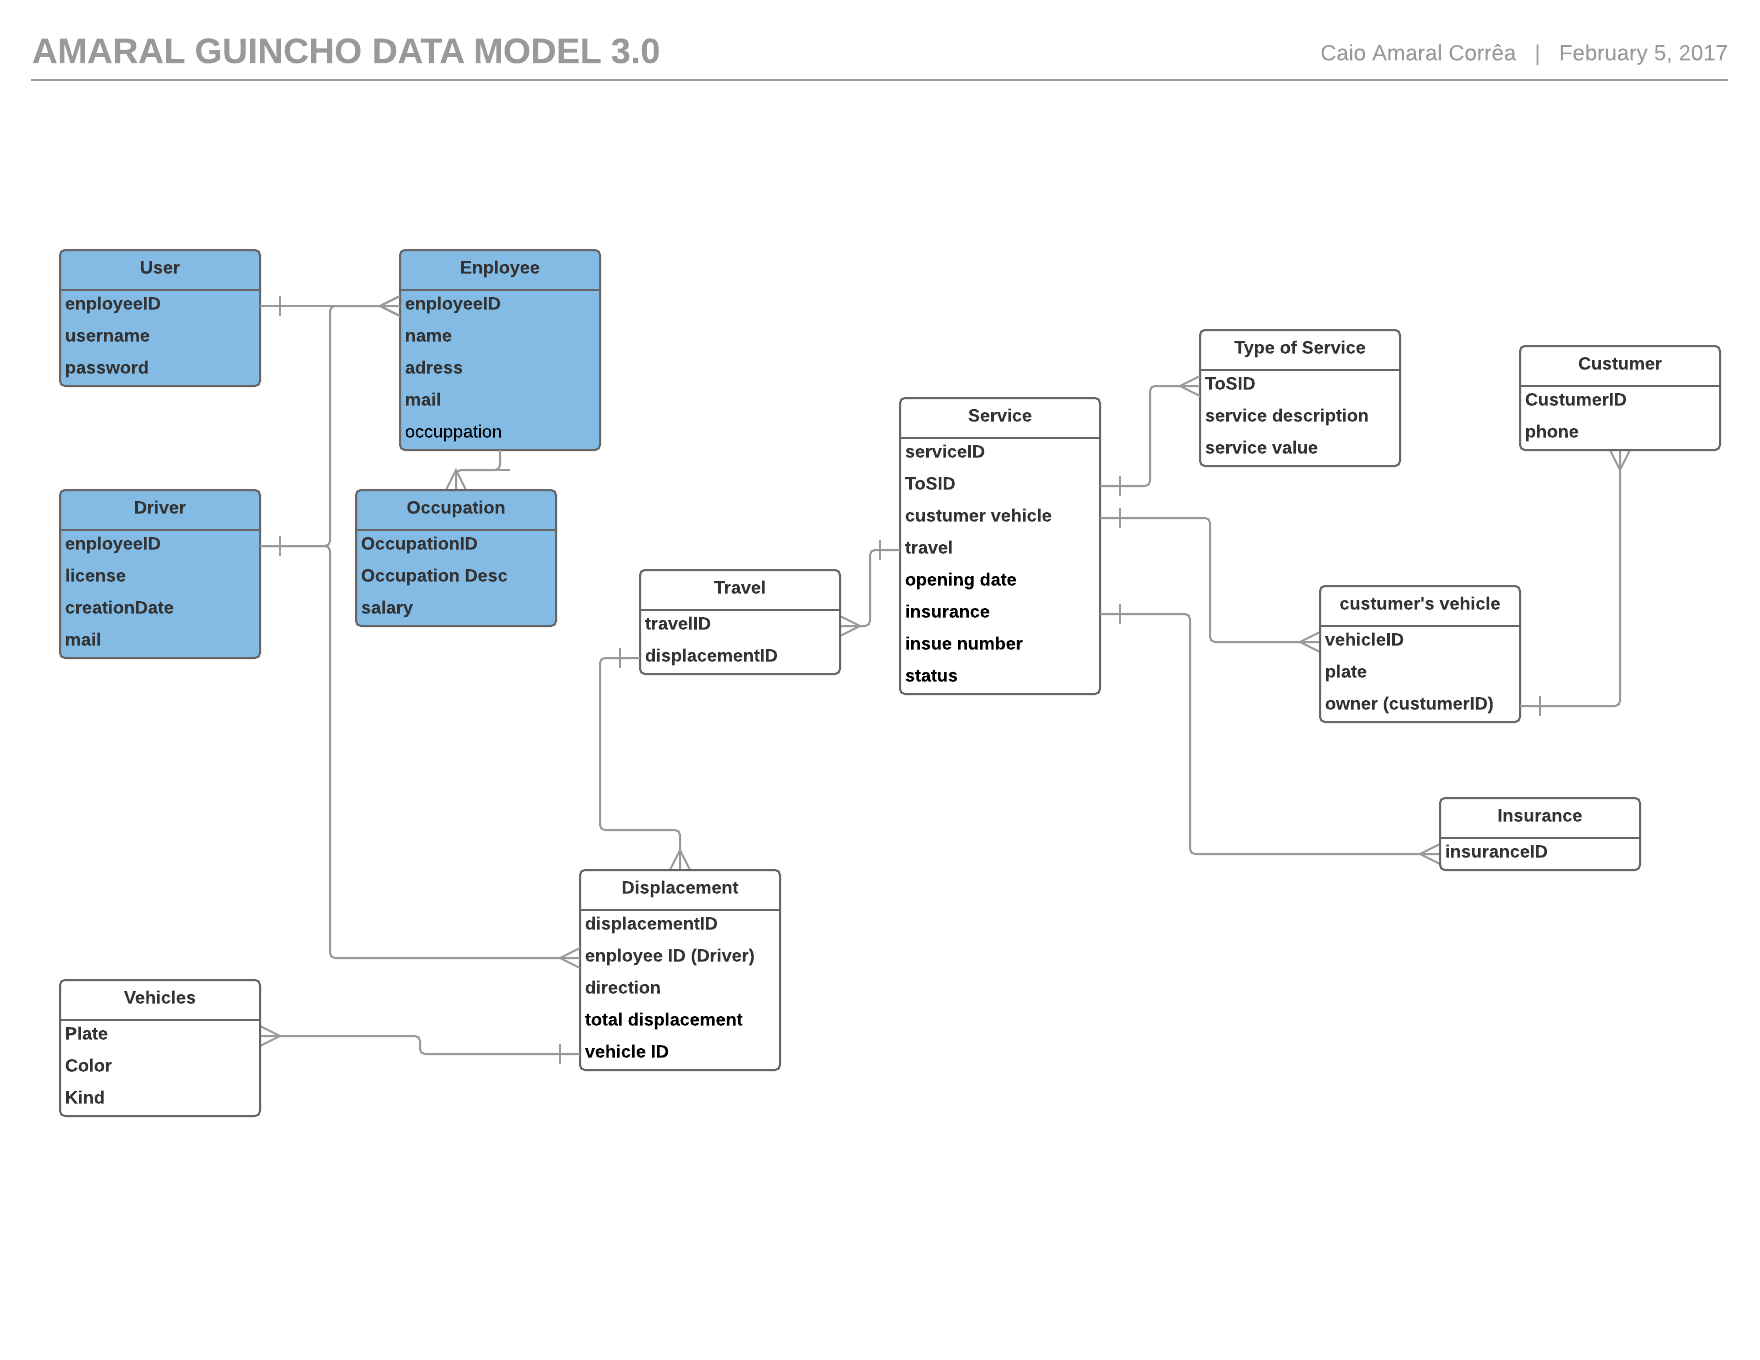 AMARAL GUINCHO DATA MODEL 3.0
Caio Amaral Corrêa | February 5, 2017
User
enployeeID
username
password
Enployee
enployeeID
name
adress
mail
occuppation
Driver
enployeeID
license
creationDate
mail
Occupation
OccupationID
Occupation Desc
salary
Travel
travelID
displacementID
Service
serviceID
ToSID
custumer vehicle
travel
opening date
insurance
insue number
status
Type of Service
ToSID
service description
service value
Custumer
CustumerID
phone
custumer's vehicle
vehicleID
plate
owner (custumerID)
Insurance
insuranceID
Displacement
displacementID
enployee ID (Driver)
direction
total displacement
vehicle ID
Vehicles
Plate
Color
Kind